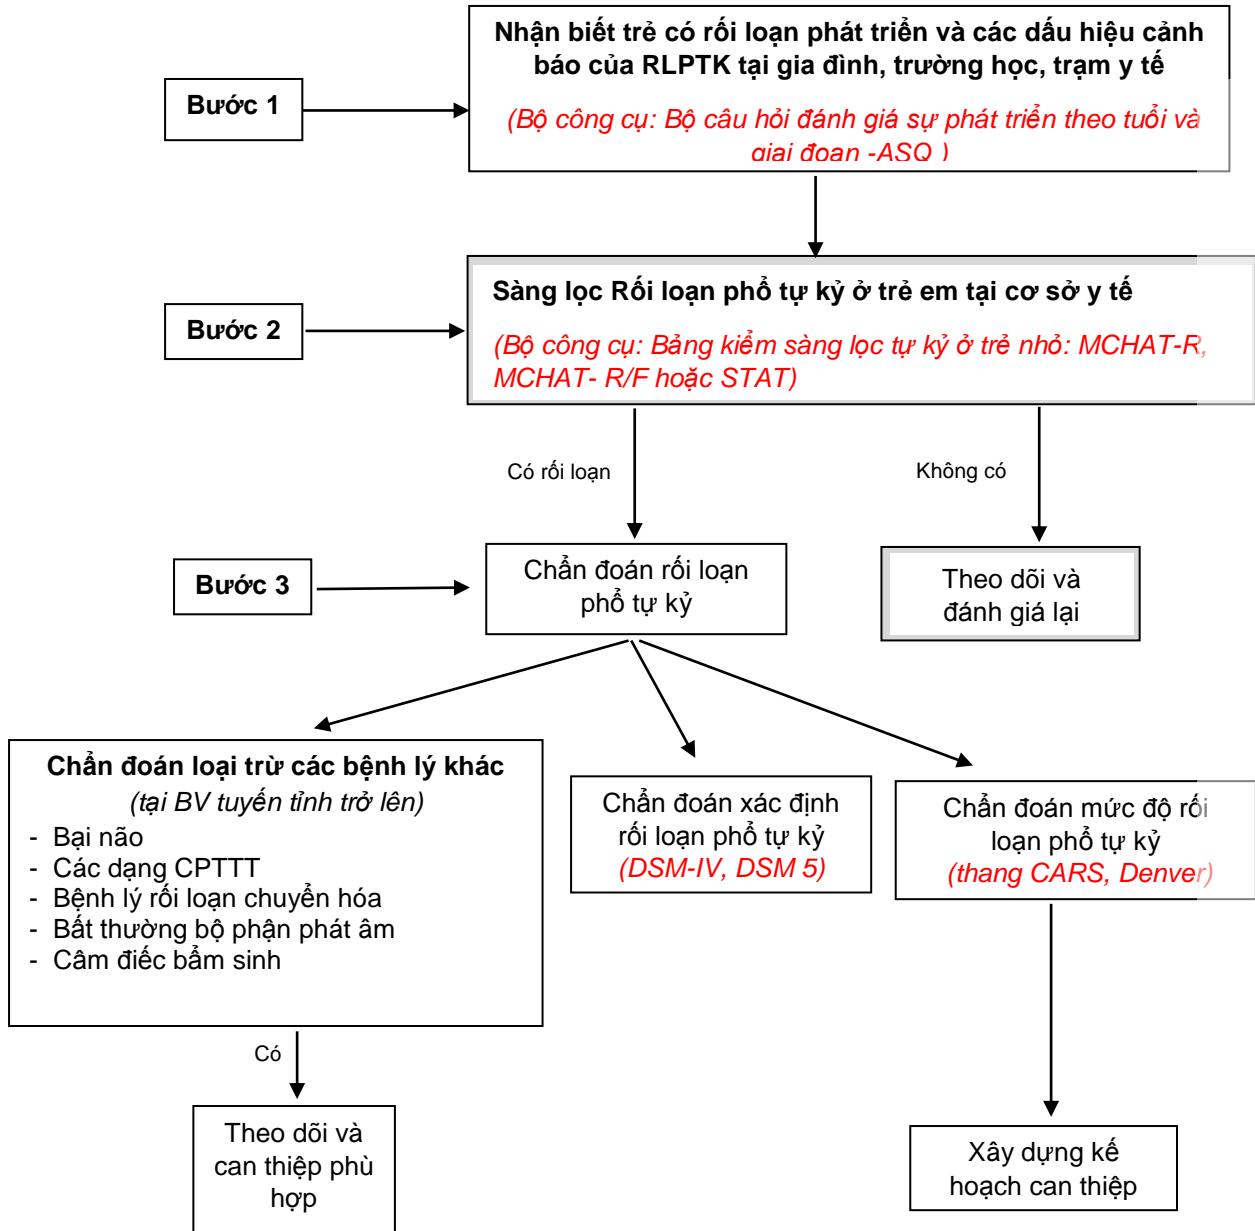 Nhận biết trẻ có rối loạn phát triển và các dấu hiệu cảnh
báo của RLPTK tại gia đình, trường học, trạm y tế
Bước 1
(Bộ công cụ: Bộ câu hỏi đánh giá sự phát triển theo tuổi và
giai đoạn -ASQ )
Sàng lọc Rối loạn phổ tự kỷ ở trẻ em tại cơ sở y tế
Bước 2
(Bộ công cụ: Bảng kiểm sàng lọc tự kỷ ở trẻ nhỏ: MCHAT-R,
MCHAT- R/F hoặc STAT)
Có rối loạn
Không có
Bước 3
Chẩn đoán rối loạn
phổ tự kỷ
Theo dõi và
đánh giá lại
Chẩn đoán loại trừ các bệnh lý khác
(tại BV tuyến tỉnh trở lên)
- Bại não
- Các dạng CPTTT
- Bệnh lý rối loạn chuyển hóa
- Bất thường bộ phận phát âm
- Câm điếc bẩm sinh
Chẩn đoán xác định
rối loạn phổ tự kỷ
(DSM-IV, DSM 5)
Chẩn đoán mức độ rối
loạn phổ tự kỷ
(thang CARS, Denver)
Có
Theo dõi và
can thiệp phù
hợp
Xây dựng kế
hoạch can thiệp